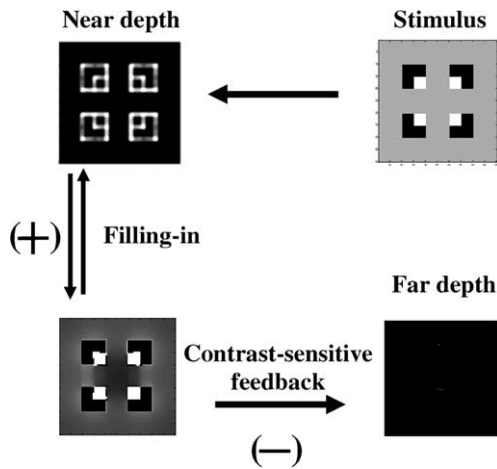 Near depth
Stimulus
(+)
Filling-in
Far depth
Contrast-sensitive
feedback
(—)